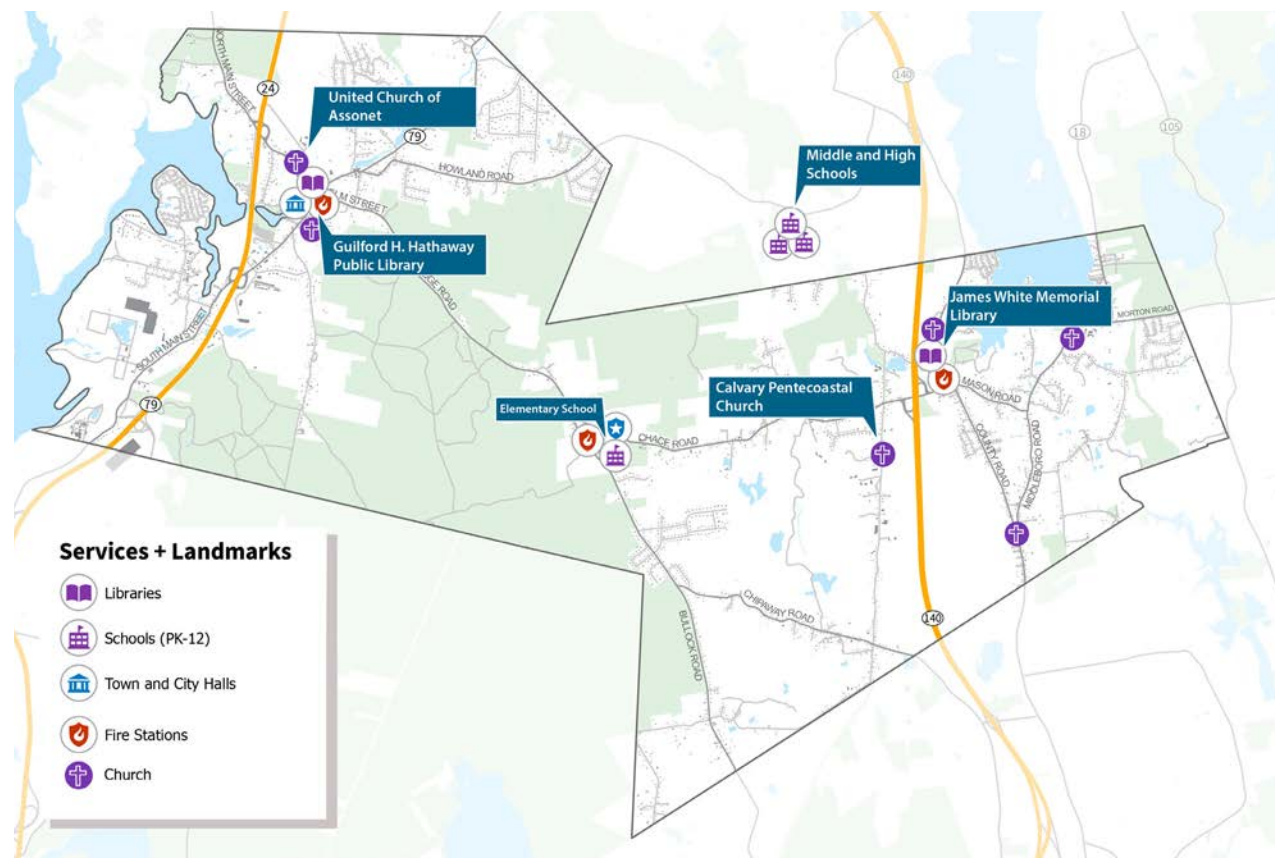 NORTH MAIN STREET
24
United Church of
Assonet
79
HOWLAND ROAD
ELM STREET
Guilford H. Hathaway
Public Library
ROAD
SOUTH MAIN STREET
79
140
18
105
Middle and High
Schools
James White Memorial
Library
MORTON ROAD
Calvary Pentecoastal
Church
MASON ROAD
Elementary School
CHACE ROAD
COUNTY ROAD
MIDDLEBORO ROAD
CHIPAWAY ROAD
BULLOCK ROAD
140
Services + Landmarks
Libraries
Schools (PK-12)
Town and City Halls
Fire Stations
Church